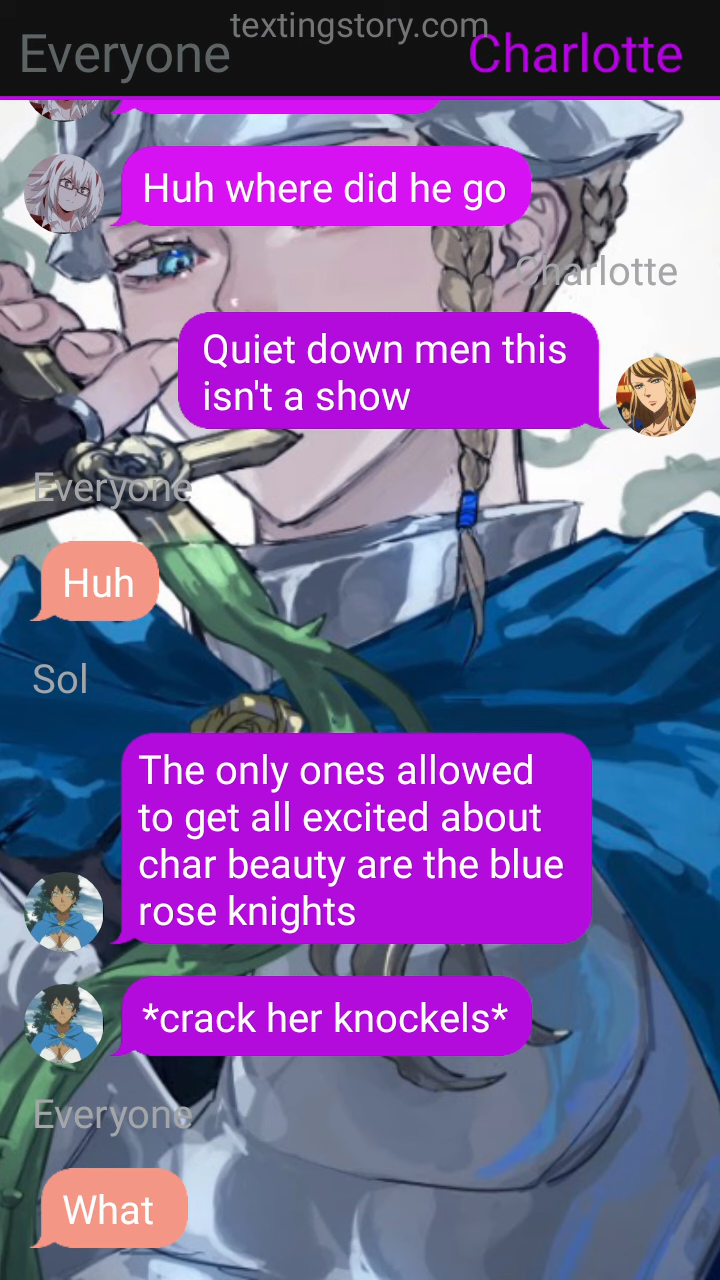 textingstory.com
Everyone
Charlotte
Huh where did he go
Charlotte
Quiet down men this
isn't a show
Everyone
Huh
Sol
The only ones allowed
to get all excited about
char beauty are the blue
rose knights
*crack her knockels*
Everyone
What